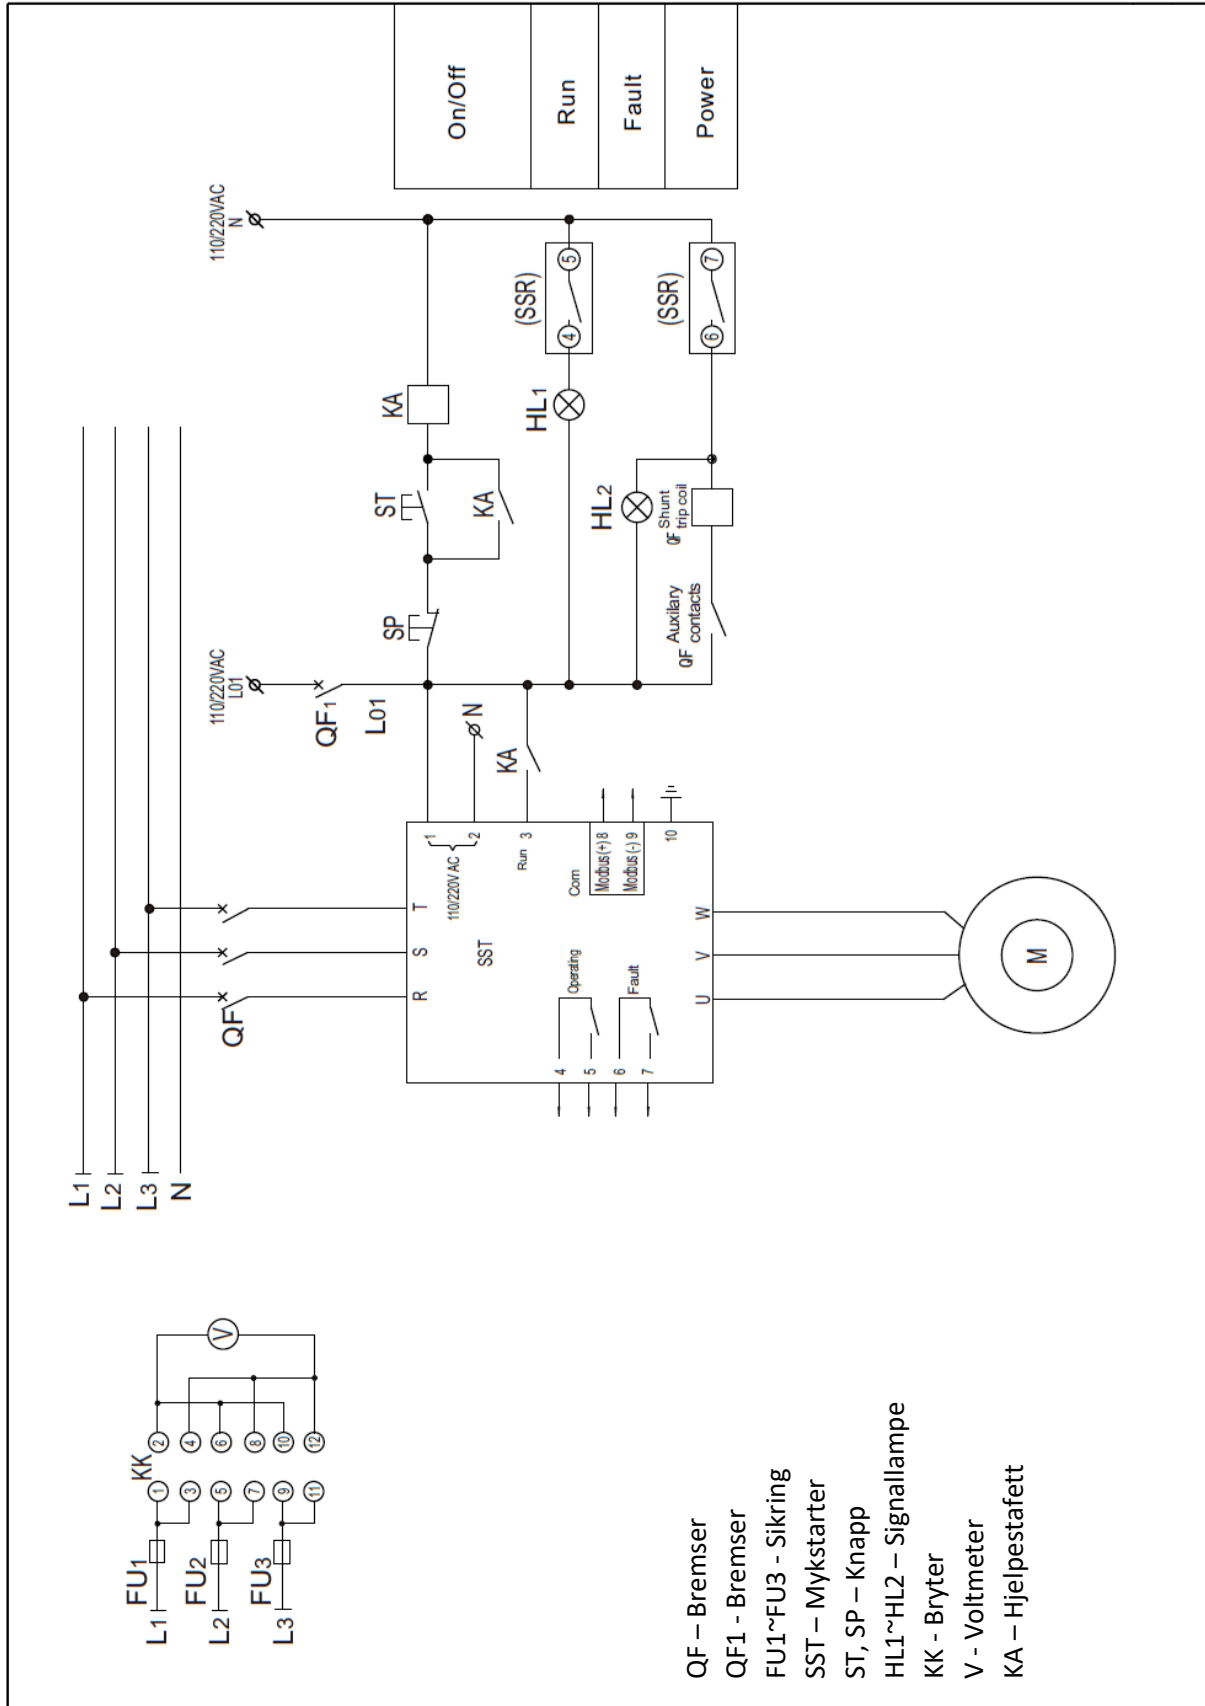 L1
L2
L3
N
QF
R
S
T
SST
110/220V AC
1
2
Run 3
Com
Modbus(+) 8
Modbus(-) 9
10
Operating
Fault
4
5
6
7
U
V
W
M
110/220VAC
L01
QF1
L01
N
KA
SP
ST
KA
KA
HL1
(SSR)
4
5
HL2
QF Shunt
trip coil
QF Auxilary
contacts
(SSR)
6
7
110/220VAC
N
On/Off
Run
Fault
Power
L1
FU1
L2
FU2
L3
FU3
KK
1
2
3
4
5
6
7
8
9
10
11
12
V
QF – Bremser
QF1 - Bremser
FU1~FU3 - Sikring
SST – Mykstarter
ST, SP – Knapp
HL1~HL2 – Signallampe
KK - Bryter
V - Voltmeter
KA – Hjelpestafett